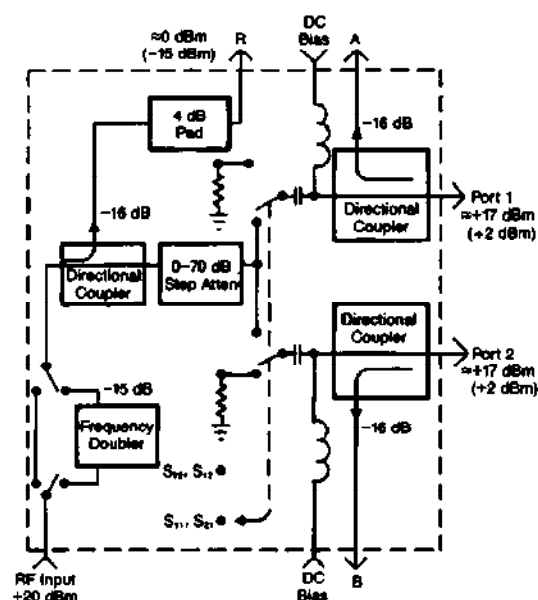 ≈0 dBm
(-15 dBm)
R
DC
Bias
A
4 dB
Pad
-16 dB
-16 dB
Directional
Coupler
Port 1
≈+17 dBm
(+2 dBm)
Directional
Coupler
0-70 dB
Step Atten
Directional
Coupler
Port 2
≈+17 dBm
(+2 dBm)
-15 dB
Frequency
Doubler
-16 dB
S₂₂, S₁₂
S₁₁, S₂₁
RF Input
+20 dBm
DC
Bias
B